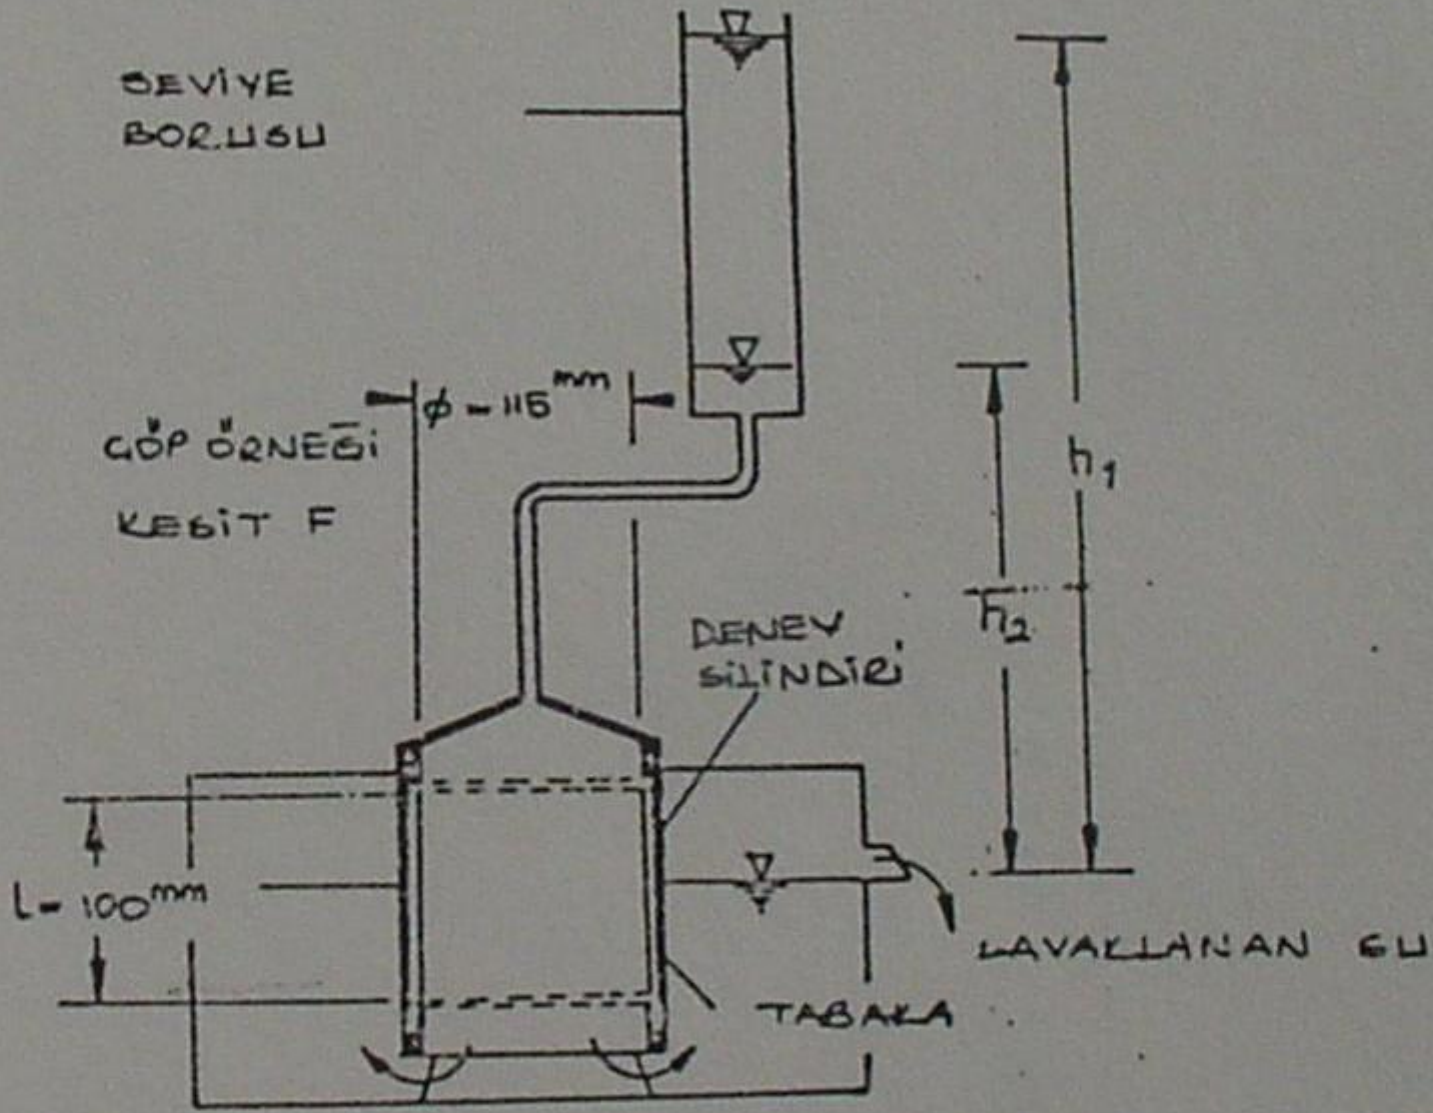 SEVİYE
BORUSU
φ - 115 mm
ÇÖP ÖRNEĞİ
KESİT F
h1
h2
DENEY
SİLİNDİRİ
L- 100 mm
LAVAKLANAN SU
TABAKA